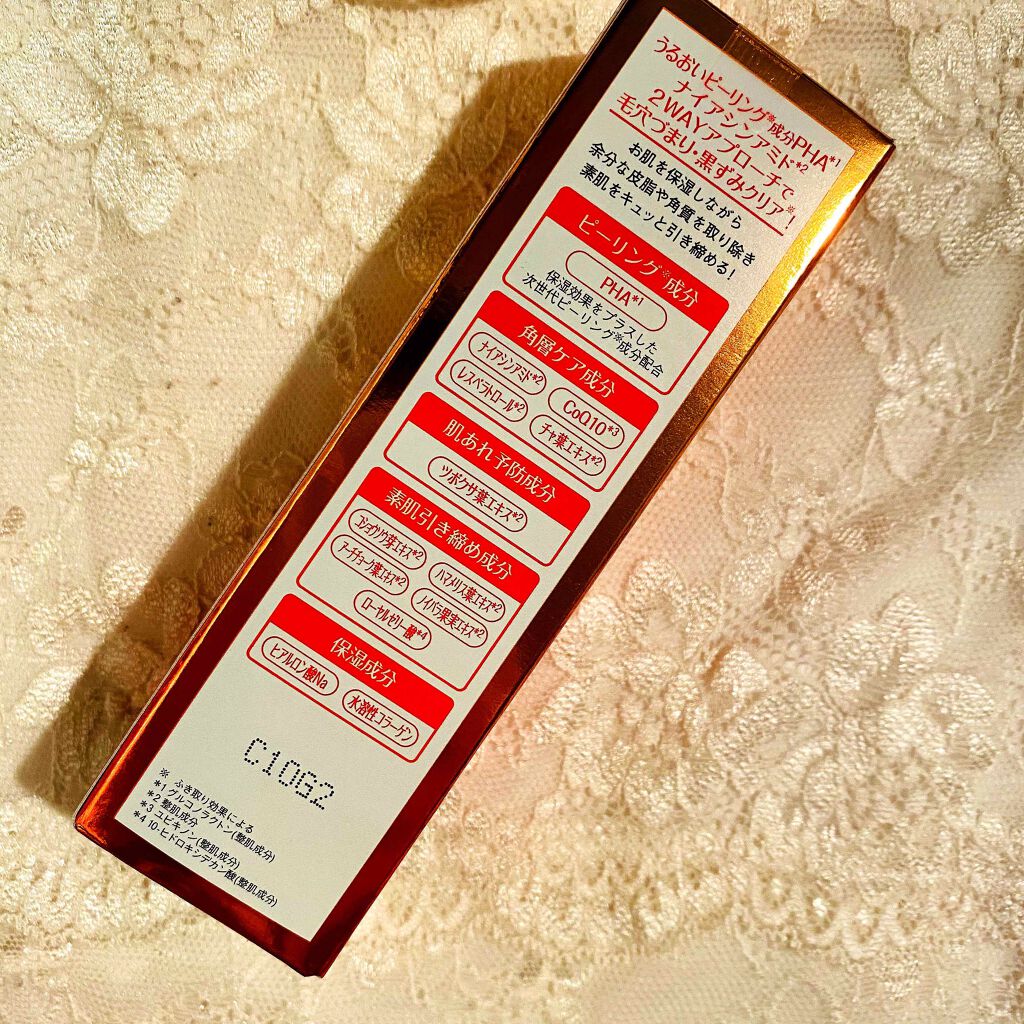 うるおいピーリング※成分PHA*1
ナイアシンアミド*2
2WAYアプローチで
毛穴づまり・黒ずみクリア※!
お肌を保湿しながら
余分な皮脂や角質を取り除き
素肌をキュッと引き締める!
ピーリング※成分
PHA*1
保湿効果をプラスした
次世代ピーリング※成分配合
角層ケア成分
ナイアシンアミド*2
CoQ10*3
レスベラトロール*2
チャ葉エキス*2
肌あれ予防成分
ツボクサ葉エキス*2
素肌引き締め成分
ゴショウソウ芽エキス*2
ハマメリス葉エキス*2
アーチチョーク葉エキス*2
ノイバラ果実エキス*2
ローヤルゼリー酸*4
保湿成分
ヒアルロン酸Na
水溶性コラーゲン
C10G2
※ ふき取り効果による
*1 グルコノラクトン(整肌成分)
*2 整肌成分
*3 ユビキノン(整肌成分)
*4 10-ヒドロキシデカン酸(整肌成分)